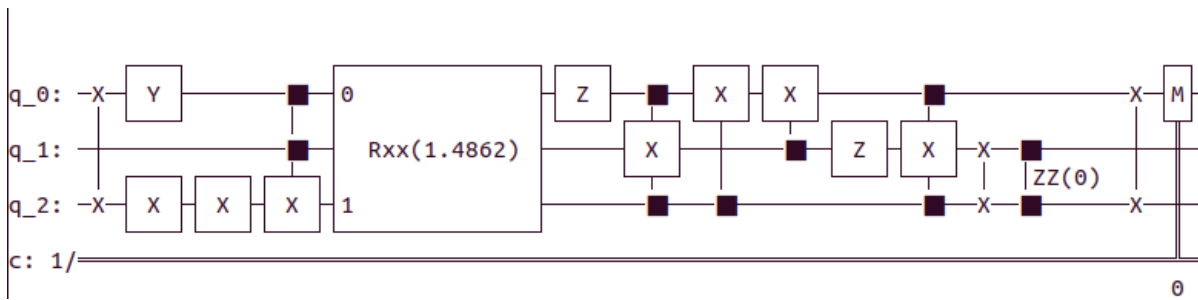 q_0: X Y 0 Z X X X M
q_1: Rxx(1.4862) X Z X X
ZZ(0)
q_2: X X X X 1 X X
c: 1/
0